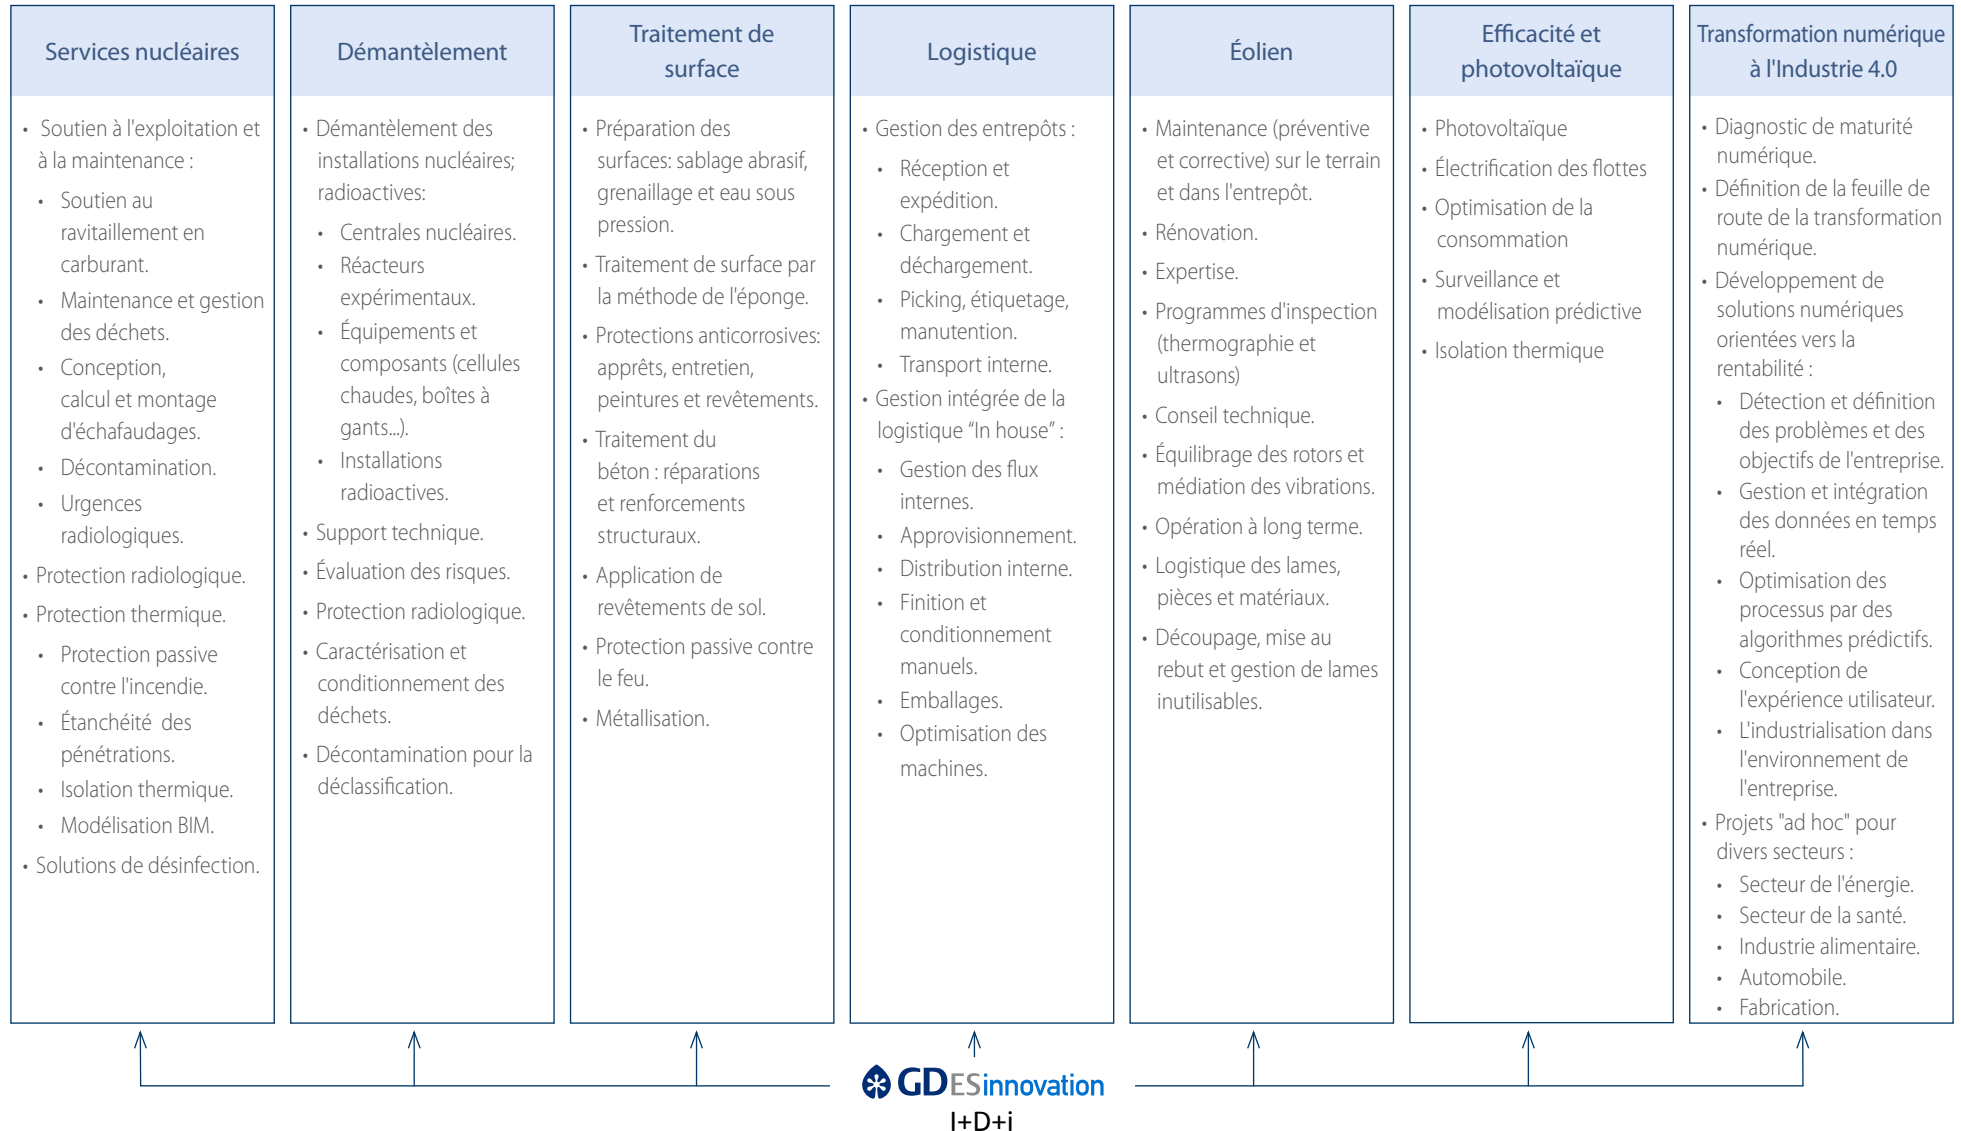 Services nucléaires
• Soutien à l'exploitation et
à la maintenance :
• Soutien au
ravitaillement en
carburant.
• Maintenance et gestion
des déchets.
• Conception,
calcul et montage
d'échafaudages.
• Décontamination.
• Urgences
radiologiques.
• Protection radiologique.
• Protection thermique.
• Protection passive
contre l'incendie.
• Étanchéité des
pénétrations.
• Isolation thermique.
• Modélisation BIM.
• Solutions de désinfection.
Démantèlement
• Démantèlement des
installations nucléaires;
radioactives:
• Centrales nucléaires.
• Réacteurs
expérimentaux.
• Équipements et
composants (cellules
chaudes, boîtes à
gants...).
• Installations
radioactives.
• Support technique.
• Évaluation des risques.
• Protection radiologique.
• Caractérisation et
conditionnement des
déchets.
• Décontamination pour la
déclassification.
Traitement de
surface
• Préparation des
surfaces: sablage abrasif,
grenaillage et eau sous
pression.
• Traitement de surface par
la méthode de l'éponge.
• Protections anticorrosives:
apprêts, entretien,
peintures et revêtements.
• Traitement du
béton : réparations
et renforcements
structuraux.
• Application de
revêtements de sol.
• Protection passive contre
le feu.
• Métallisation.
Logistique
• Gestion des entrepôts :
• Réception et
expédition.
• Chargement et
déchargement.
• Picking, étiquetage,
manutention.
• Transport interne.
• Gestion intégrée de la
logistique “In house” :
• Gestion des flux
internes.
• Approvisionnement.
• Distribution interne.
• Finition et
conditionnement
manuels.
• Emballages.
• Optimisation des
machines.
Éolien
• Maintenance (préventive
et corrective) sur le terrain
et dans l'entrepôt.
• Rénovation.
• Expertise.
• Programmes d'inspection
(thermographie et
ultrasons)
• Conseil technique.
• Équilibrage des rotors et
médiation des vibrations.
• Opération à long terme.
• Logistique des lames,
pièces et matériaux.
• Découpage, mise au
rebut et gestion de lames
inutilisables.
Efficacité et
photovoltaïque
• Photovoltaïque
• Électrification des flottes
• Optimisation de la
consommation
• Surveillance et
modélisation prédictive
• Isolation thermique
Transformation numérique
à l'Industrie 4.0
• Diagnostic de maturité
numérique.
• Définition de la feuille de
route de la transformation
numérique.
• Développement de
solutions numériques
orientées vers la
rentabilité :
• Détection et définition
des problèmes et des
objectifs de l'entreprise.
• Gestion et intégration
des données en temps
réel.
• Optimisation des
processus par des
algorithmes prédictifs.
• Conception de
l'expérience utilisateur.
• L'industrialisation dans
l'environnement de
l'entreprise.
• Projets "ad hoc" pour
divers secteurs :
• Secteur de l'énergie.
• Secteur de la santé.
• Industrie alimentaire.
• Automobile.
• Fabrication.
GDESinnovation
I+D+i